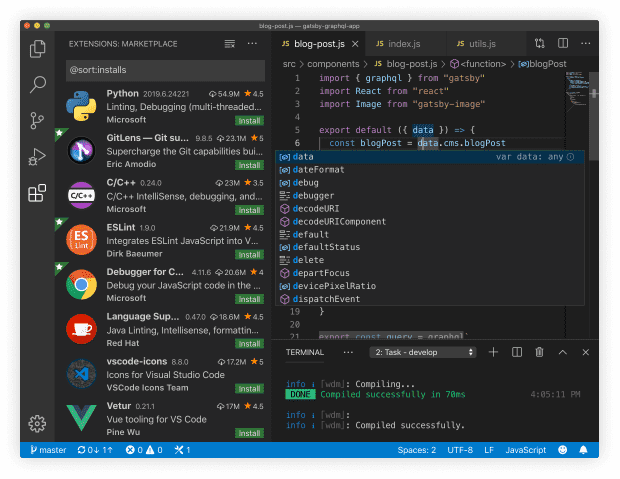 blog-post.js — gatsby-graphql-app
EXTENSIONS: MARKETPLACE
@sort:installs
Python 2019.6.24221 54.9M 4.5
Linting, Debugging (multi-threaded...
Microsoft Install
GitLens — Git su... 9.8.5 23.1M 5
Supercharge the Git capabilities bui...
Eric Amodio Install
C/C++ 0.24.0 23M 3.5
C/C++ IntelliSense, debugging, and...
Microsoft Install
ESLint 1.9.0 21.9M 4.5
Integrates ESLint JavaScript into V...
Dirk Baeumer Install
Debugger for C... 4.11.6 20.6M 4
Debug your JavaScript code in the ...
Microsoft Install
Language Sup... 0.47.0 18.6M 4.5
Java Linting, Intellisense, formattin...
Red Hat Install
vscode-icons 8.8.0 17.2M 5
Icons for Visual Studio Code
VSCode Icons Team Install
Vetur 0.21.1 17M 4.5
Vue tooling for VS Code
Pine Wu Install
JS blog-post.js JS index.js JS utils.js
src > components > JS blog-post.js > <function> > blogPost
1 import { graphql } from "gatsby"
2 import React from "react"
3 import Image from "gatsby-image"
4
5 export default ({ data }) => {
6 const blogPost = data.cms.blogPost
data var data: any
dateFormat
debug
debugger
decodeURI
decodeURIComponent
default
defaultStatus
delete
departFocus
devicePixelRatio
dispatchEvent
19 }
20
21 export const query = graphql`
TERMINAL ... 2: Task - develop
info ↓ [wdm]: Compiling...
DONE Compiled successfully in 70ms 4:05:11 PM
info ↓ [wdm]:
info ↓ [wdm]: Compiled successfully.
master 0↓ 1↑ 0 0 1 Spaces: 2 UTF-8 LF JavaScript